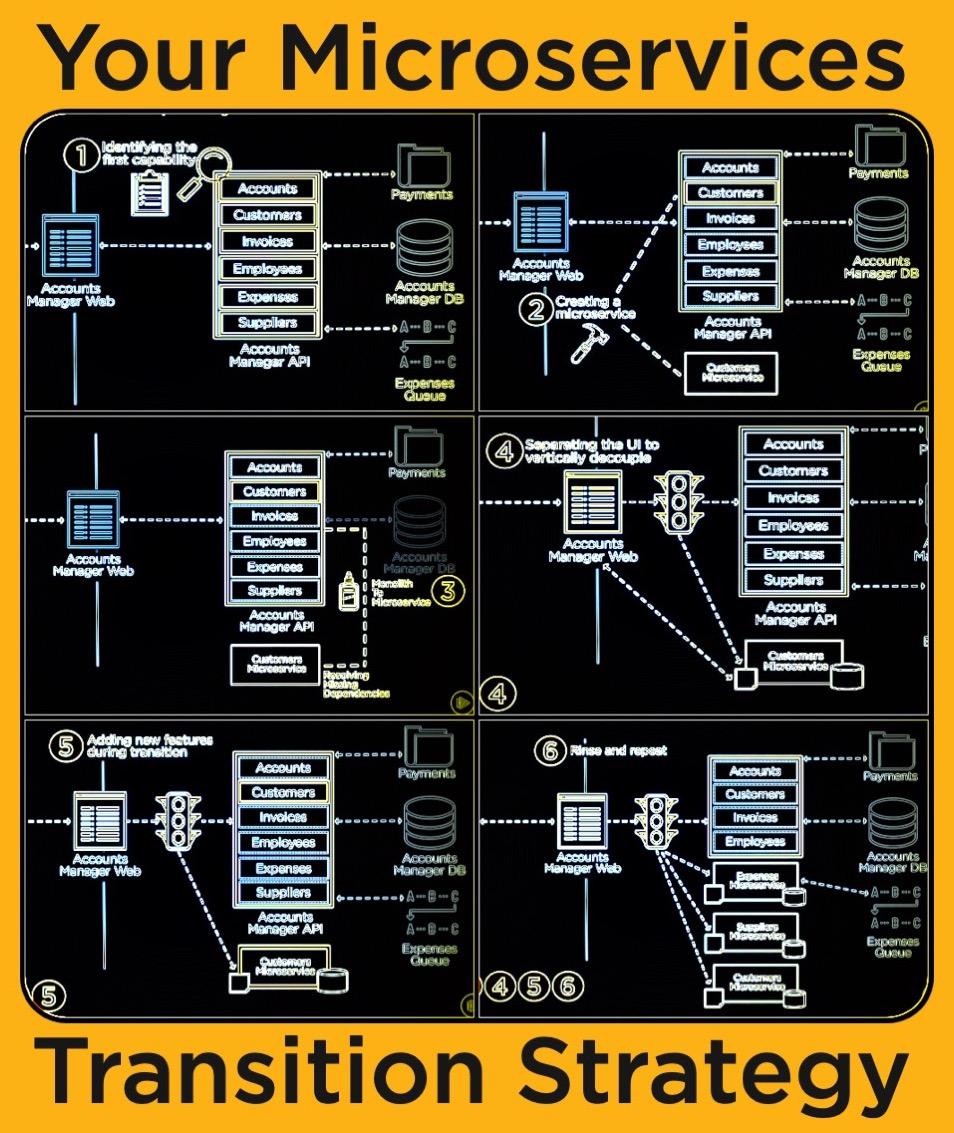 Your Microservices
1
Identifying the
first capability
Accounts
Customers
Invoices
Employees
Expenses
Suppliers
Accounts
Manager API
Accounts
Manager Web
Payments
Accounts
Manager DB
A B C
A B C
Expenses
Queue
Accounts
Customers
Invoices
Employees
Expenses
Suppliers
Accounts
Manager API
Accounts
Manager Web
2
Creating a
microservice
Customers
Microservice
Payments
Accounts
Manager DB
A B C
A B C
Expenses
Queue
Accounts
Customers
Invoices
Employees
Expenses
Suppliers
Accounts
Manager API
Accounts
Manager Web
Payments
Accounts
Manager DB
Monolith
To
Microservice
3
Customers
Microservice
Resolving
Missing
Dependencies
4
Separating the UI to
vertically decouple
Accounts
Customers
Invoices
Employees
Expenses
Suppliers
Accounts
Manager API
Accounts
Manager Web
Customers
Microservice
4
5
Adding new features
during transition
Accounts
Customers
Invoices
Employees
Expenses
Suppliers
Accounts
Manager API
Accounts
Manager Web
Payments
Accounts
Manager DB
A B C
A B C
Expenses
Queue
Customers
Microservice
5
6
Rinse and repeat
Accounts
Customers
Invoices
Employees
Accounts
Manager Web
Expenses
Microservice
Suppliers
Microservice
Customers
Microservice
Payments
Accounts
Manager DB
A B C
A B C
Expenses
Queue
4 5 6
Transition Strategy